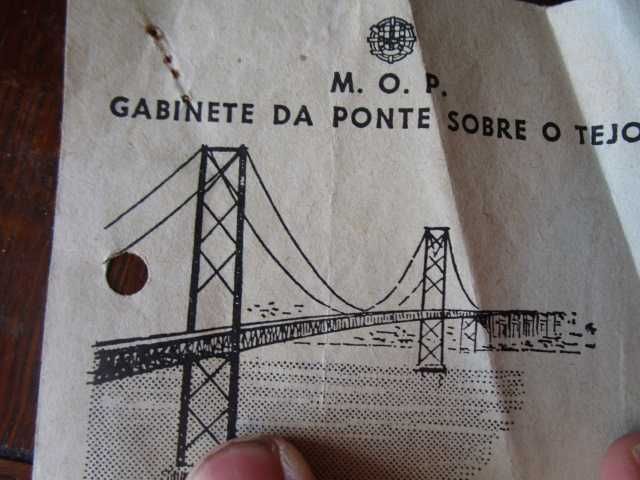 M. O. P.
GABINETE DA PONTE SOBRE O TEJO